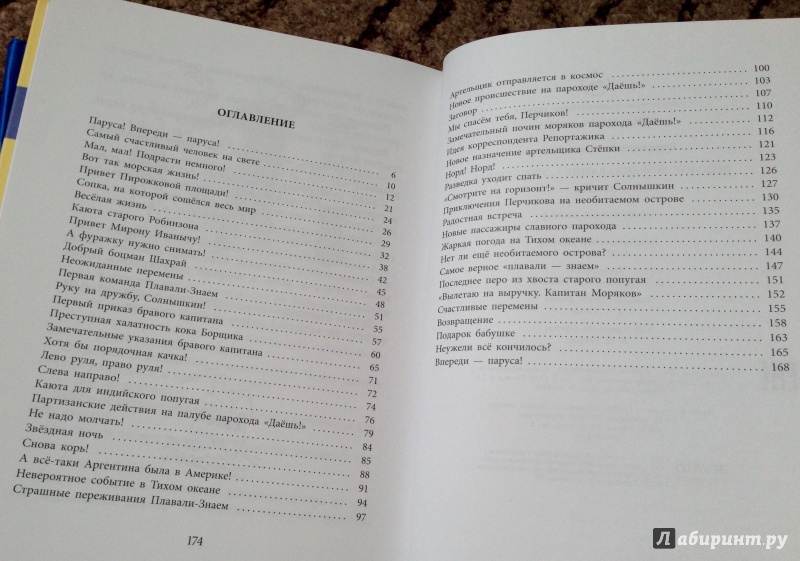 ОГЛАВЛЕНИЕ
Паруса! Впереди — паруса! 6
Самый счастливый человек на свете 10
Мал, мал! Подрасти немного! 12
Вот так морская жизнь! 21
Привет Пирожковой площади! 24
Сопка, на которой сошёлся весь мир 26
Весёлая жизнь 29
Каюта старого Робинзона 32
Привет Мирону Иванычу! 38
А фуражку нужно снимать! 42
Добрый боцман Шахрай 45
Неожиданные перемены 48
Первая команда Плавали-Знаем 51
Руку на дружбу, Солнышкин! 55
Первый приказ бравого капитана 57
Преступная халатность кока Борщика 60
Замечательные указания бравого капитана 65
Хотя бы порядочная качка! 71
Лево руля, право руля! 72
Слева направо! 74
Каюта для индийского попугая 76
Партизанские действия на палубе парохода «Даёшь!» 79
Не надо молчать! 84
Звёздная ночь 85
Снова корь! 88
А всё-таки Аргентина была в Америке! 91
Невероятное событие в Тихом океане 94
Страшные переживания Плавали-Знаем 97
174
Артельщик отправляется в космос 100
Новое происшествие на пароходе «Даёшь!» 103
Заговор 107
Мы спасём тебя, Перчиков! 110
Замечательный почин моряков парохода «Даёшь!» 112
Идея корреспондента Репортажика 116
Новое назначение артельщика Стёпки 121
Норд! Норд! 123
Разведка уходит спать 126
«Смотрите на горизонт!» — кричит Солнышкин 127
Приключения Перчикова на необитаемом острове 130
Радостная встреча 135
Новые пассажиры славного парохода 137
Жаркая погода на Тихом океане 140
Нет ли ещё необитаемого острова? 144
Самое верное «плавали — знаем» 147
Последнее перо из хвоста старого попугая 151
«Вылетаю на выручку. Капитан Моряков» 152
Счастливые перемены 155
Возвращение 158
Подарок бабушке 163
Неужели всё кончилось? 165
Впереди — паруса! 168
Лабиринт.ру